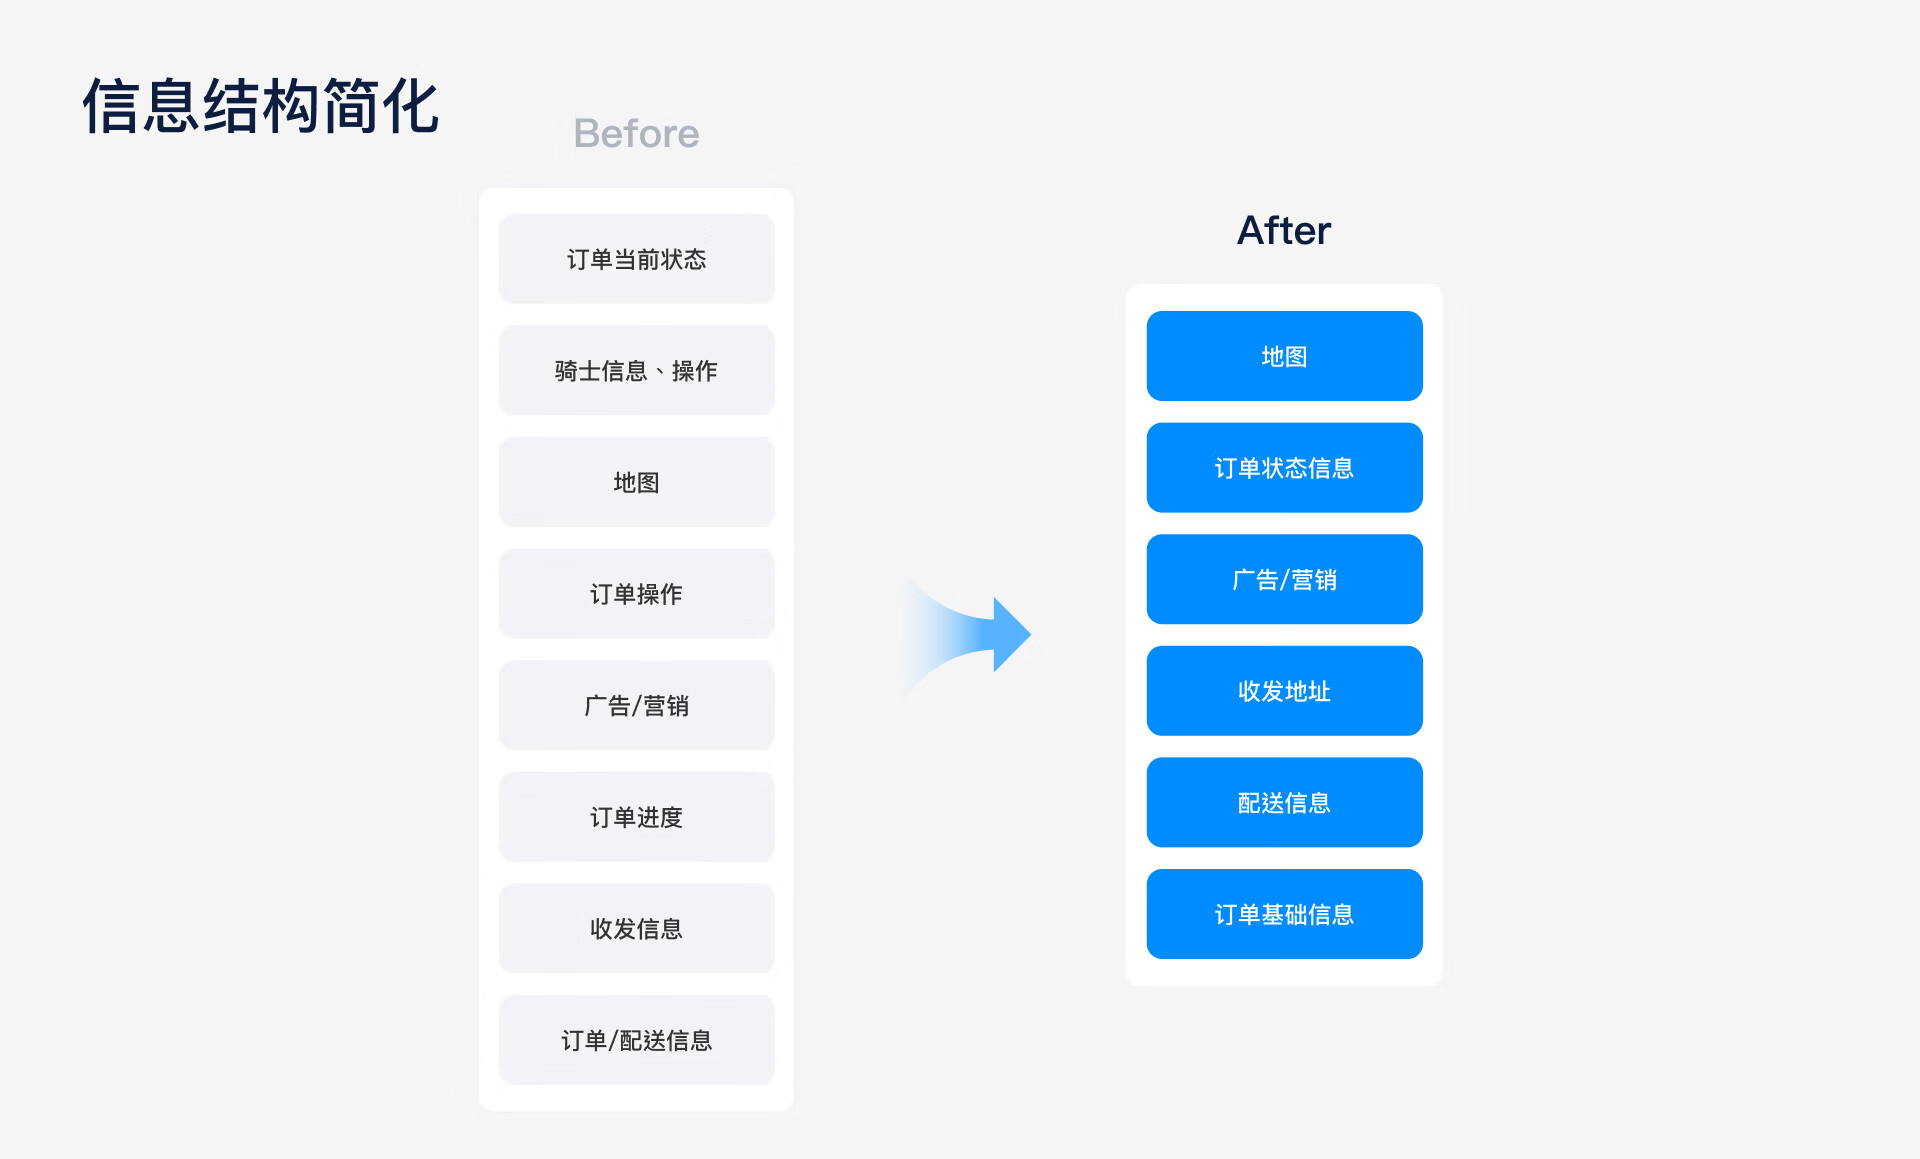 信息结构简化
Before
订单当前状态
骑士信息、操作
地图
订单操作
广告/营销
订单进度
收发信息
订单/配送信息
After
地图
订单状态信息
广告/营销
收发地址
配送信息
订单基础信息